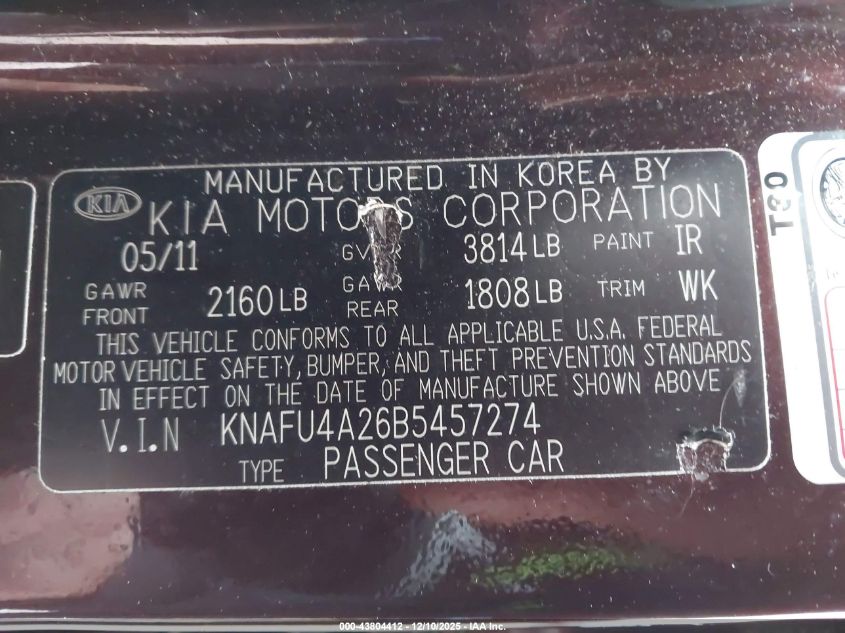 MANUFACTURED IN KOREA BY
KIA KIA MOTORS CORPORATION
05/11 GVWR 3814 LB PAINT IR
GAWR FRONT 2160 LB GAWR REAR 1808 LB TRIM WK
THIS VEHICLE CONFORMS TO ALL APPLICABLE U.S.A. FEDERAL
MOTOR VEHICLE SAFETY, BUMPER, AND THEFT PREVENTION STANDARDS
IN EFFECT ON THE DATE OF MANUFACTURE SHOWN ABOVE
V.I.N KNAFU4A26B5457274
TYPE PASSENGER CAR
000-43804412 - 12/10/2025 - IAA Inc.